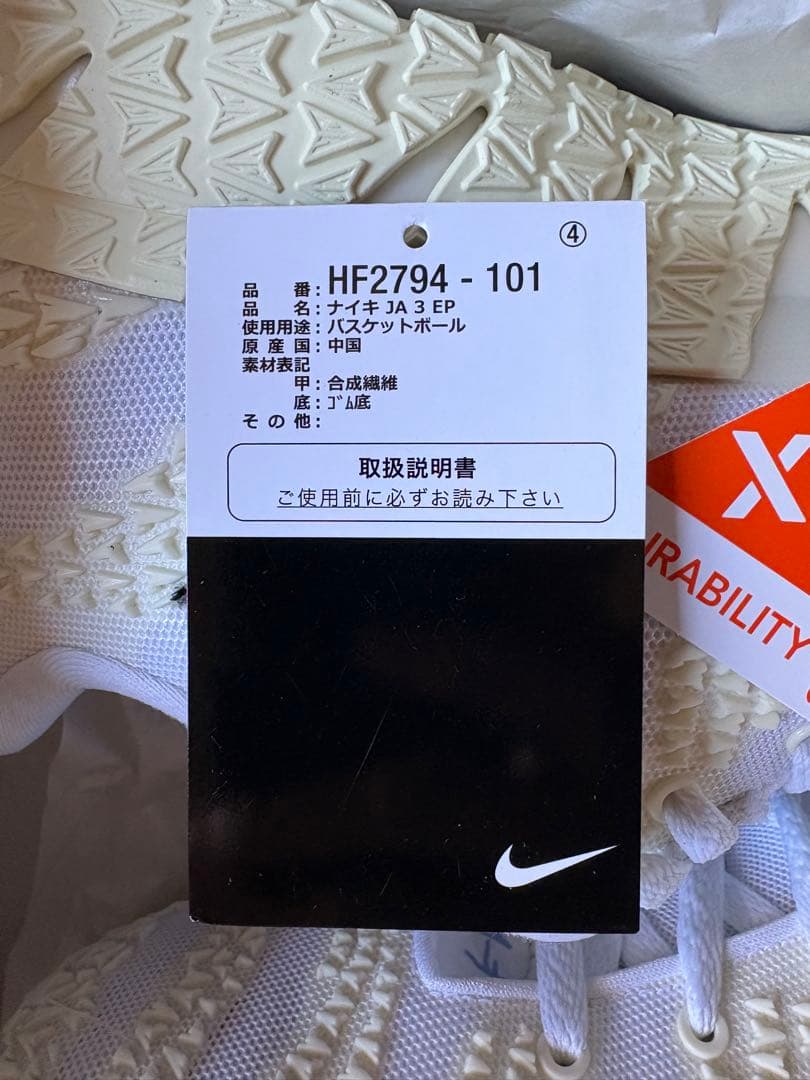 ④
品 番 : HF2794 - 101
品 名 : ナイキ JA 3 EP
使用用途 : バスケットボール
原 産 国 : 中国
素材表記
甲 : 合成繊維
底 : ｺﾞﾑ底
そ の 他 :
取扱説明書
ご使用前に必ずお読み下さい
X
URABILITY